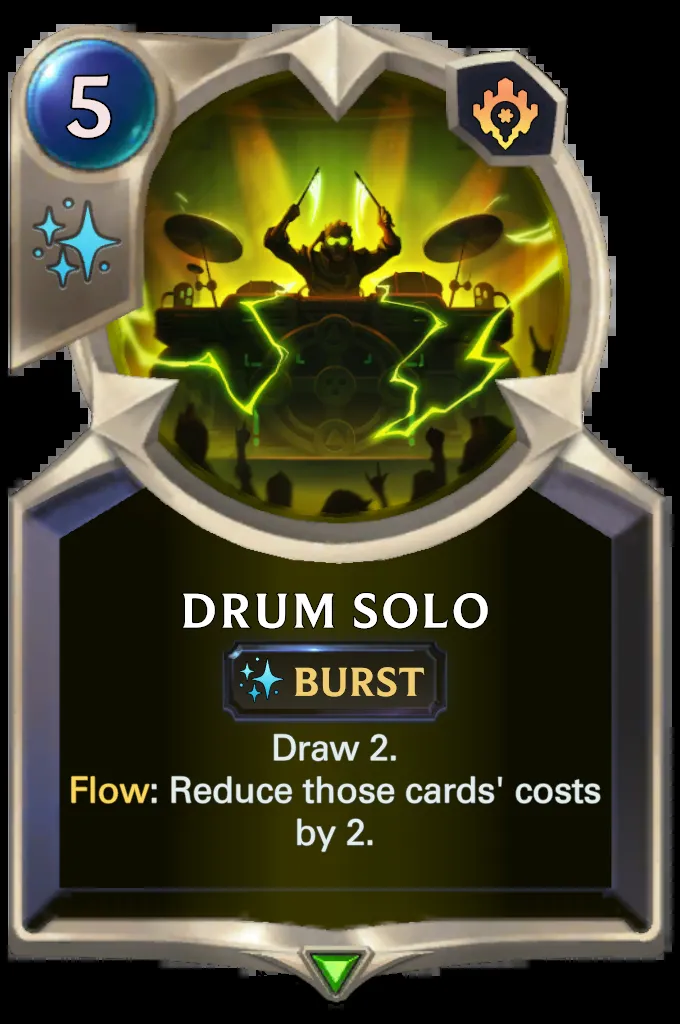 5
DRUM SOLO
BURST
Draw 2.
Flow: Reduce those cards' costs
by 2.